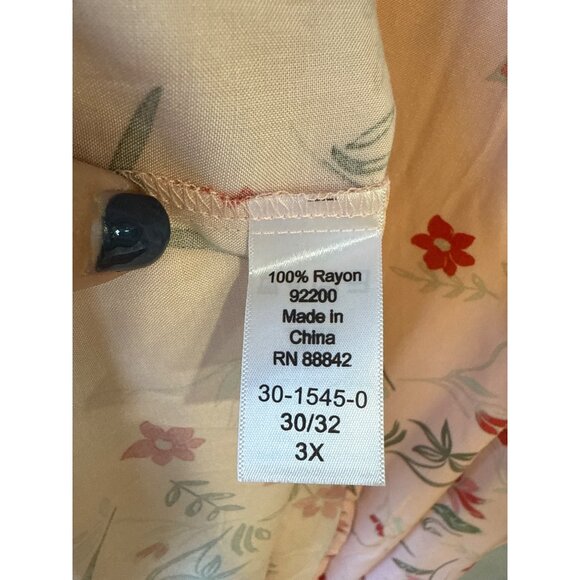 100% Rayon
92200
Made in
China
RN 88842
30-1545-0
30/32
3X